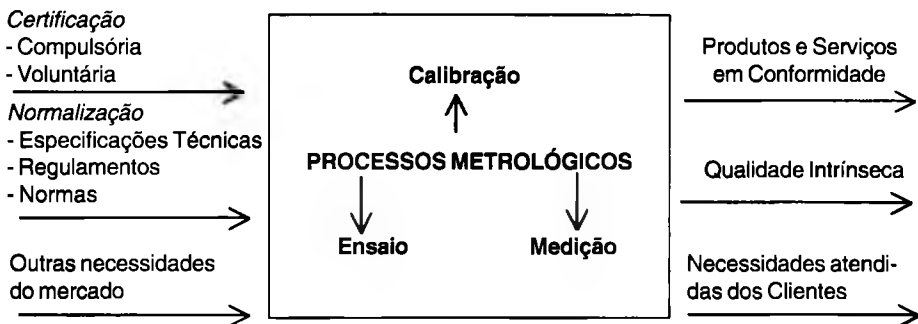 Certificação
- Compulsória
- Voluntária
Normalização
- Especificações Técnicas
- Regulamentos
- Normas
Outras necessidades
do mercado
Calibração
PROCESSOS METROLÓGICOS
Ensaio
Medição
Produtos e Serviços
em Conformidade
Qualidade Intrínseca
Necessidades atendi-
das dos Clientes